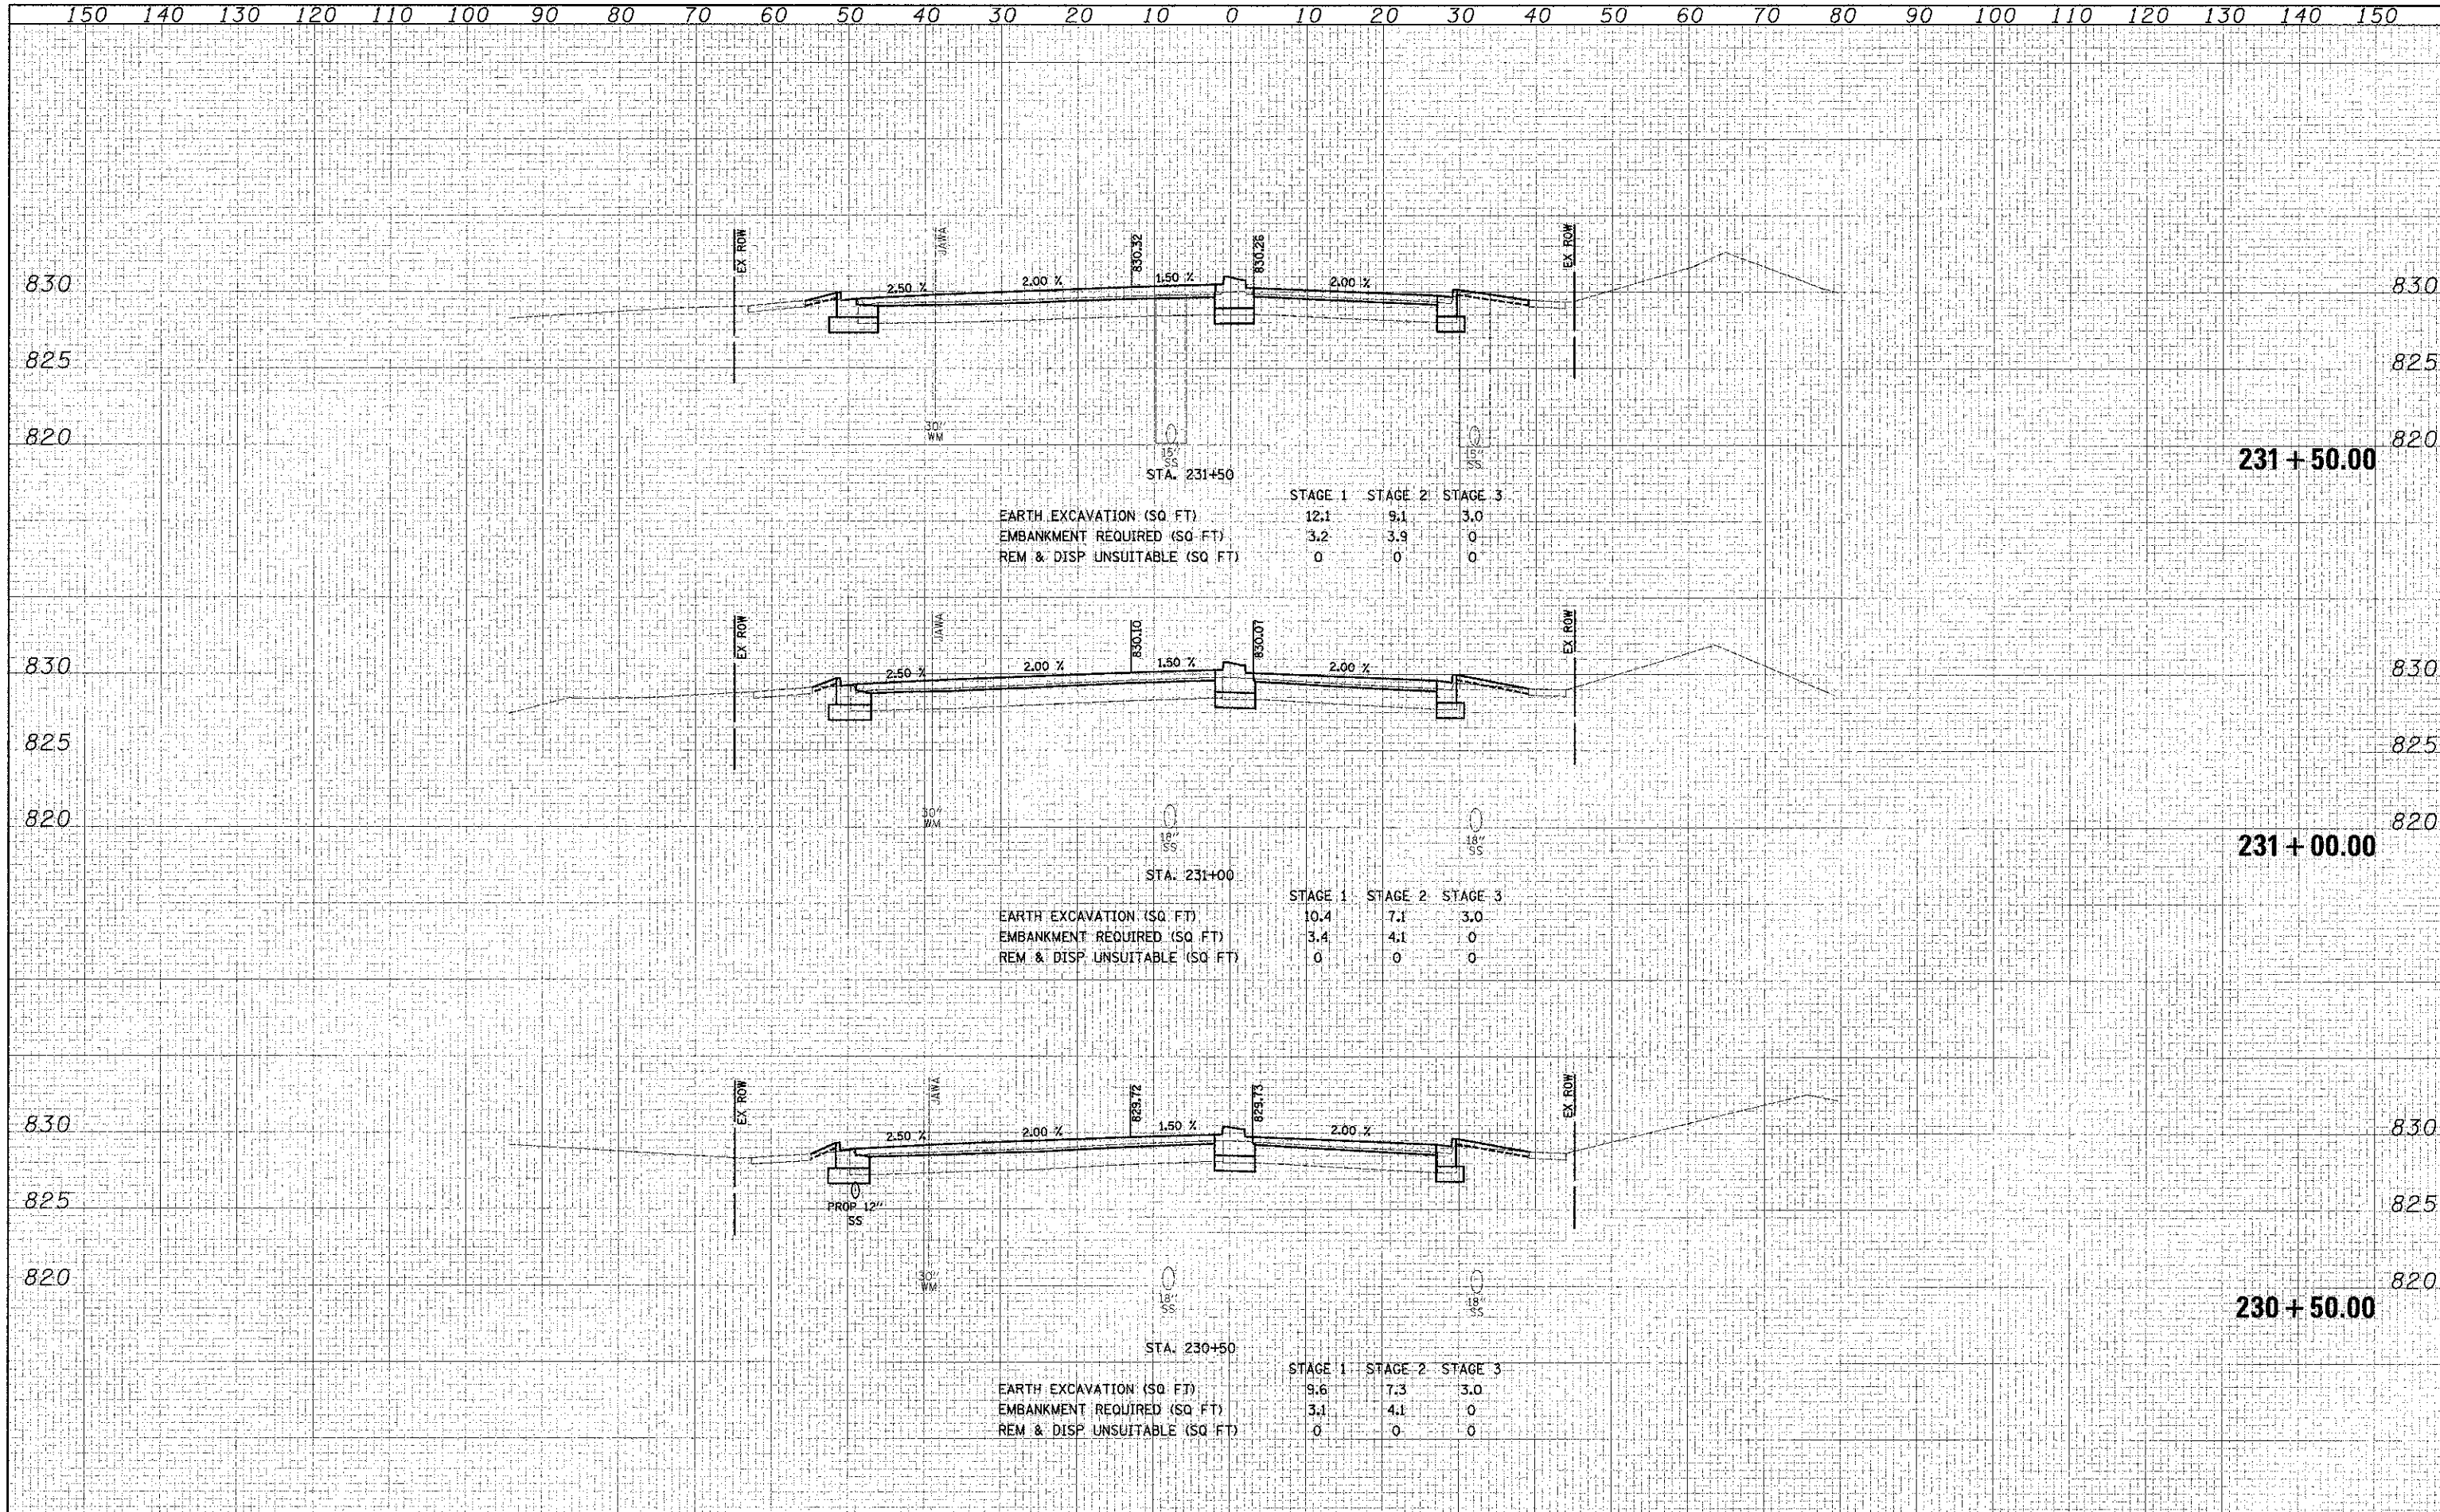 150 140 130 120 110 100 90 80 70 60 50 40 30 20 10 0 10 20 30 40 50 60 70 80 90 100 110 120 130 140 150
EX ROW JAWA 830.32 830.26 EX ROW
2.50 % 2.00 % 1.50 % 2.00 %
830 830
825 825
30" WM
820 820
15" SS 15" SS
231 + 50.00
STA. 231+50
STAGE 1 STAGE 2 STAGE 3
EARTH EXCAVATION (SQ FT) 12.1 9.1 3.0
EMBANKMENT REQUIRED (SQ FT) 3.2 3.9 0
REM & DISP UNSUITABLE (SQ FT) 0 0 0
EX ROW JAWA 830.10 830.07 EX ROW
2.50 % 2.00 % 1.50 % 2.00 %
830 830
825 825
30" WM
820 820
18" SS 18" SS
231 + 00.00
STA. 231+00
STAGE 1 STAGE 2 STAGE 3
EARTH EXCAVATION (SQ FT) 10.4 7.1 3.0
EMBANKMENT REQUIRED (SQ FT) 3.4 4.1 0
REM & DISP UNSUITABLE (SQ FT) 0 0 0
EX ROW JAWA 829.72 829.73 EX ROW
2.50 % 2.00 % 1.50 % 2.00 %
830 830
825 825
PROP 12"
SS
30" WM
820 820
18" SS 18" SS
230 + 50.00
STA. 230+50
STAGE 1 STAGE 2 STAGE 3
EARTH EXCAVATION (SQ FT) 9.6 7.3 3.0
EMBANKMENT REQUIRED (SQ FT) 3.1 4.1 0
REM & DISP UNSUITABLE (SQ FT) 0 0 0